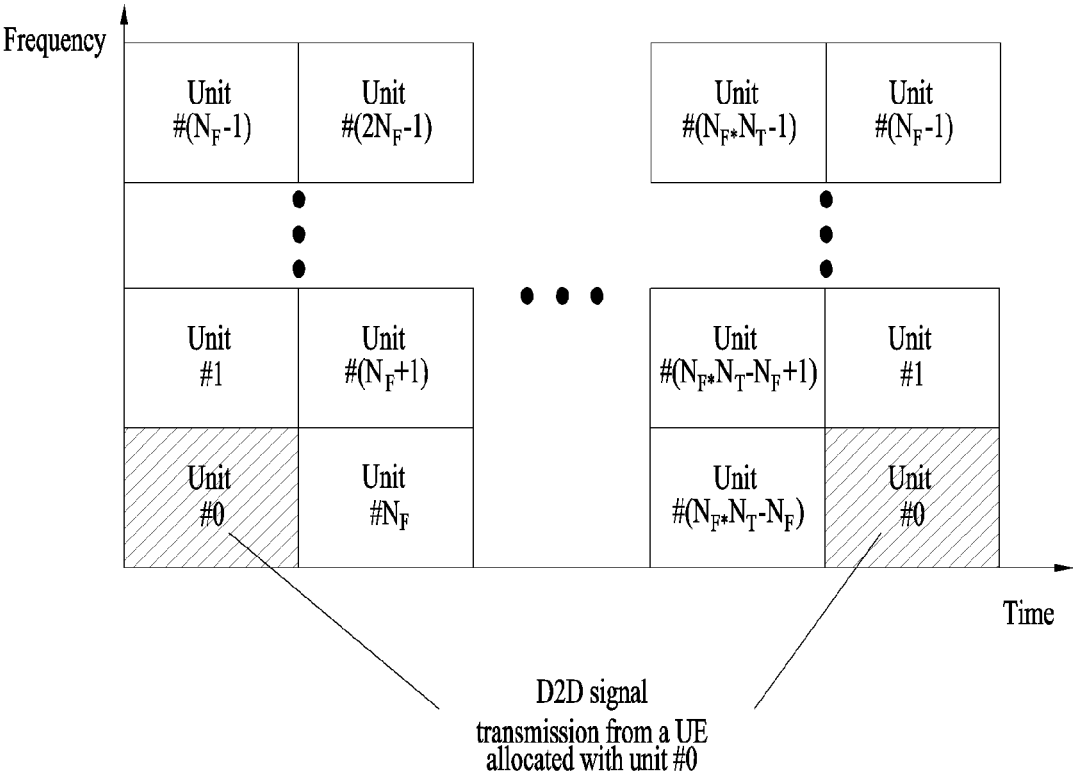 Frequency
Unit
#(N_F-1)
Unit
#(2N_F-1)
Unit
#(N_F*N_T-1)
Unit
#(N_F-1)
Unit
#1
Unit
#(N_F+1)
Unit
#(N_F*N_T-N_F+1)
Unit
#1
Unit
#0
Unit
#N_F
Unit
#(N_F*N_T-N_F)
Unit
#0
Time
D2D signal
transmission from a UE
allocated with unit #0